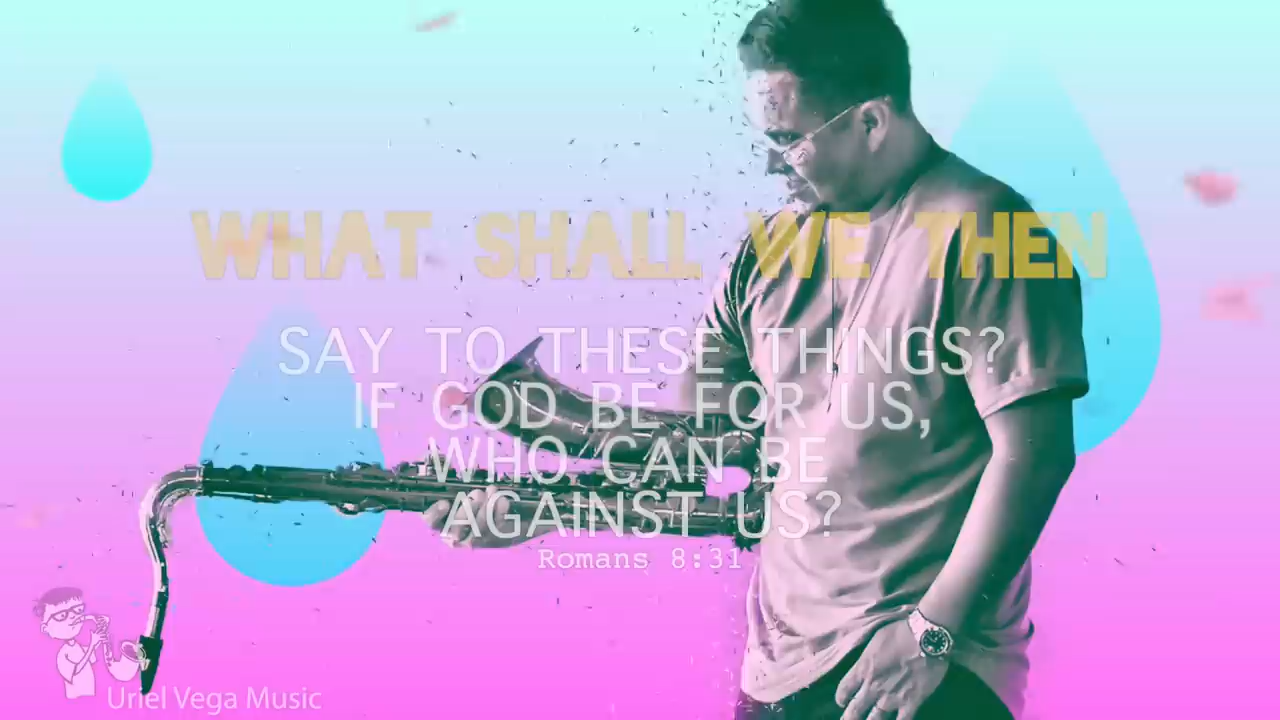 WHAT SHALL WE THEN
SAY TO THESE THINGS?
IF GOD BE FOR US,
WHO CAN BE
AGAINST US?
Romans 8:31
Uriel Vega Music